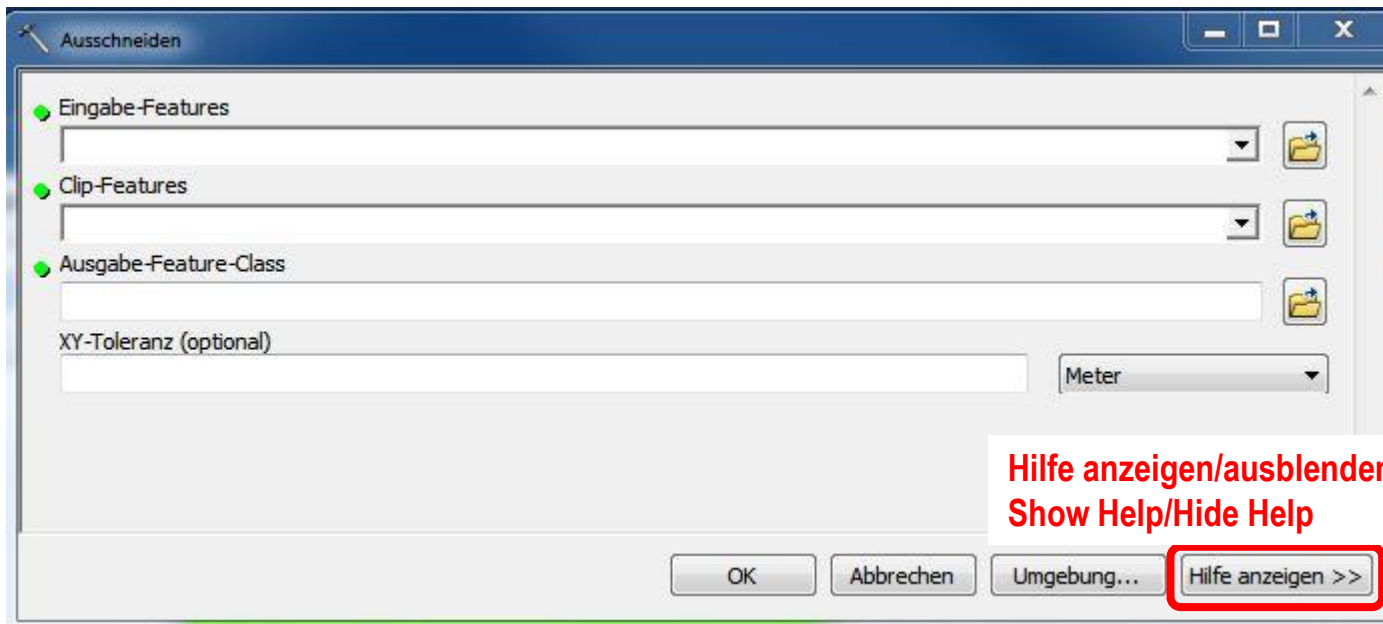 Ausschneiden
Eingabe-Features
Clip-Features
Ausgabe-Feature-Class
XY-Toleranz (optional)
Meter
Hilfe anzeigen/ausblenden
Show Help/Hide Help
OK Abbrechen Umgebung... Hilfe anzeigen >>